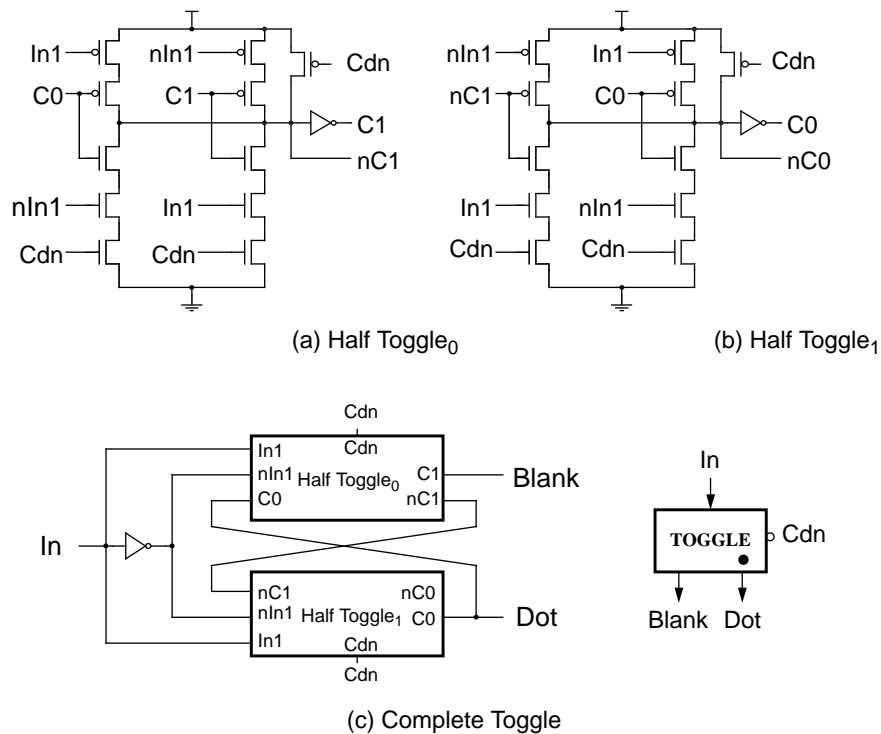 In1
nIn1
Cdn
C0
C1
C1
nC1
nIn1
In1
Cdn
Cdn
(a) Half Toggle0
nIn1
In1
Cdn
nC1
C0
C0
nC0
In1
nIn1
Cdn
Cdn
(b) Half Toggle1
Cdn
Cdn
In1
nIn1
Half Toggle0
C1
C0
nC1
Blank
In
nC1
nC0
nIn1
Half Toggle1
C0
In1
Cdn
Cdn
Dot
In
TOGGLE
Cdn
Blank
Dot
(c) Complete Toggle